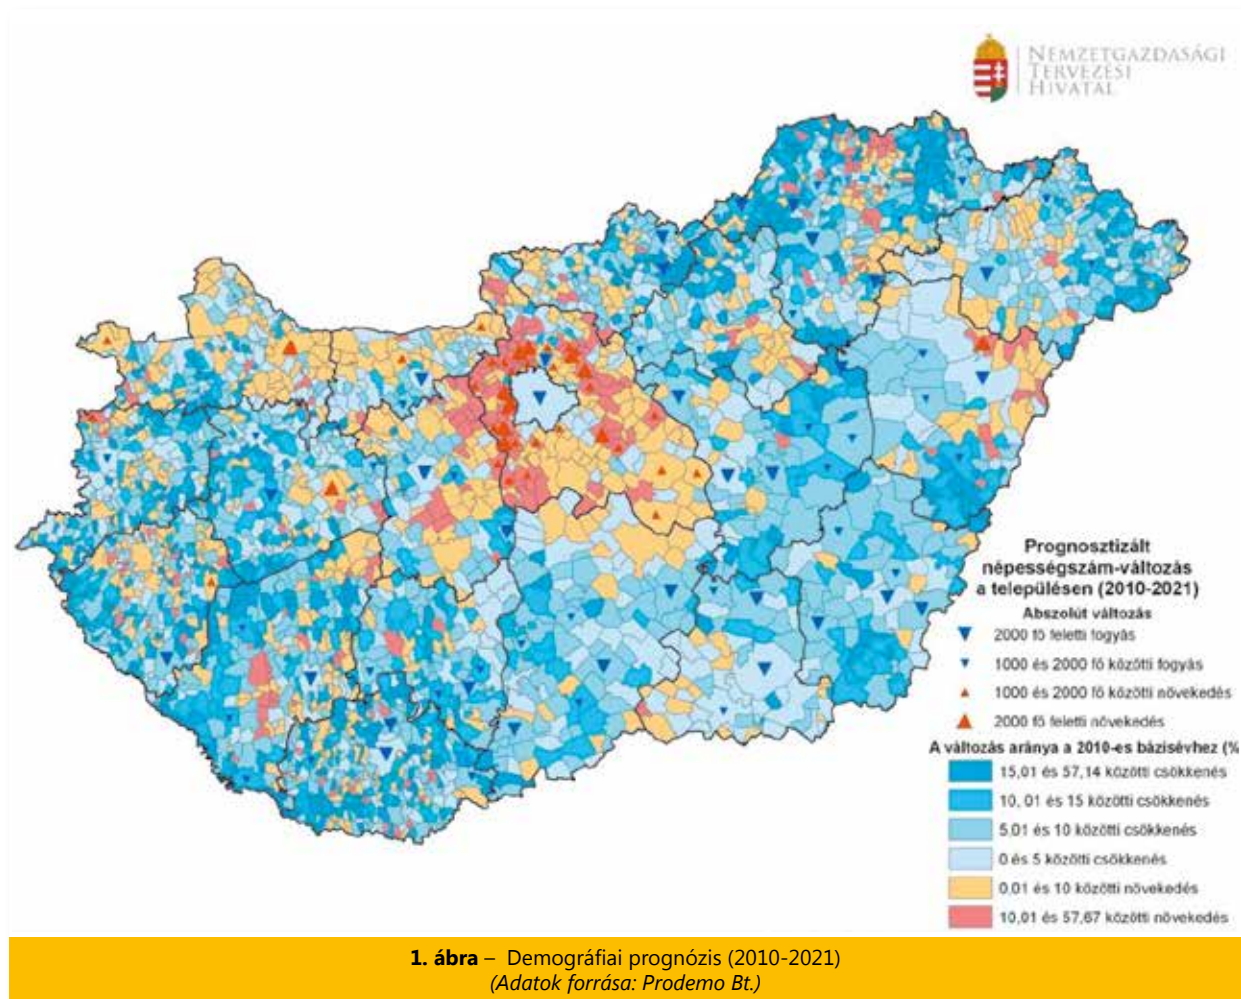 NEMZETGAZDASÁGI
TERVEZÉSI
HIVATAL
Prognosztizált
népességszám-változás
a településen (2010-2021)
Abszolút változás
2000 fő feletti fogyás
1000 és 2000 fő közötti fogyás
1000 és 2000 fő közötti növekedés
2000 fő feletti növekedés
A változás aránya a 2010-es bázisévhez (%
15,01 és 57,14 közötti csökkenés
10, 01 és 15 közötti csökkenés
5,01 és 10 közötti csökkenés
0 és 5 közötti csökkenés
0,01 és 10 közötti növekedés
10,01 és 57,67 közötti növekedés
1. ábra – Demográfiai prognózis (2010-2021)
(Adatok forrása: Prodemo Bt.)